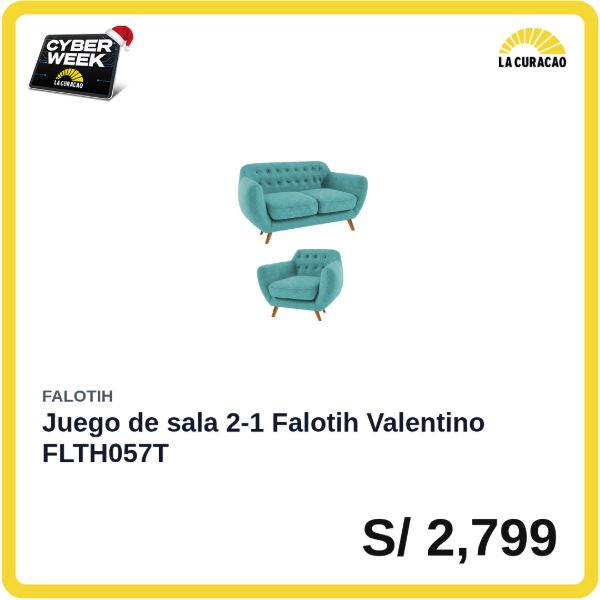 CYBER
WEEK
LA CURACAO
LA CURACAO
FALOTIH
Juego de sala 2-1 Falotih Valentino
FLTH057T
S/ 2,799